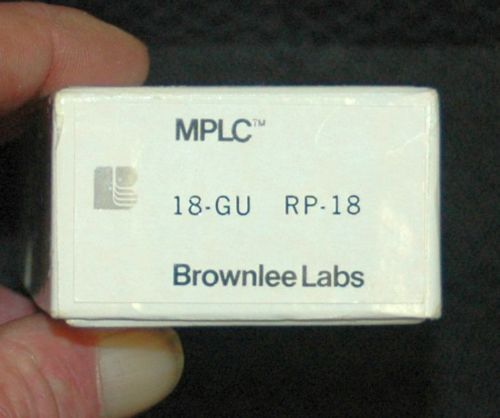 MPLC™
18-GU RP-18
Brownlee Labs